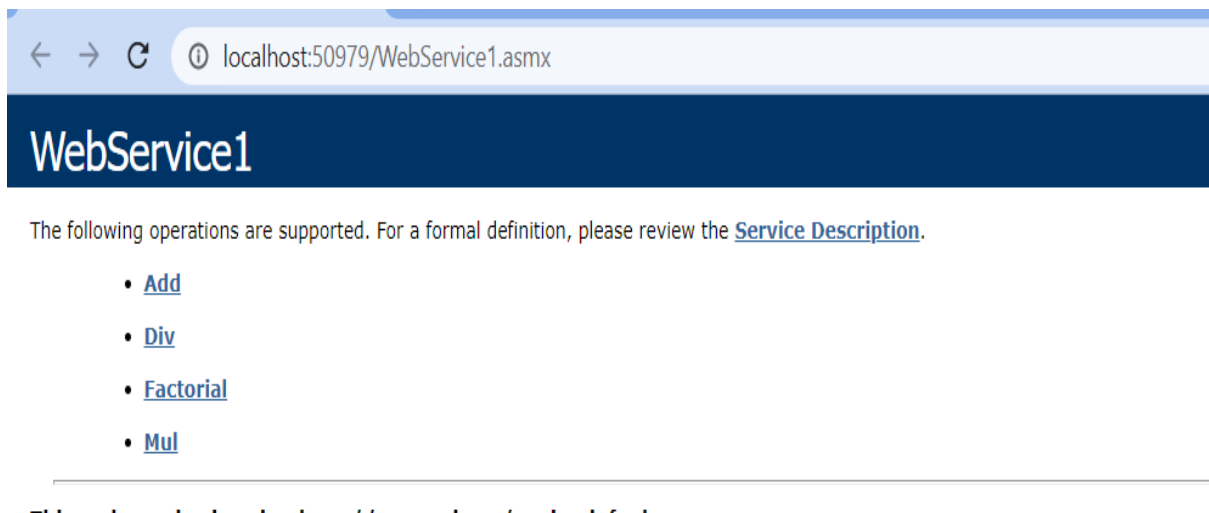 localhost:50979/WebService1.asmx
WebService1
The following operations are supported. For a formal definition, please review the Service Description.
• Add
• Div
• Factorial
• Mul